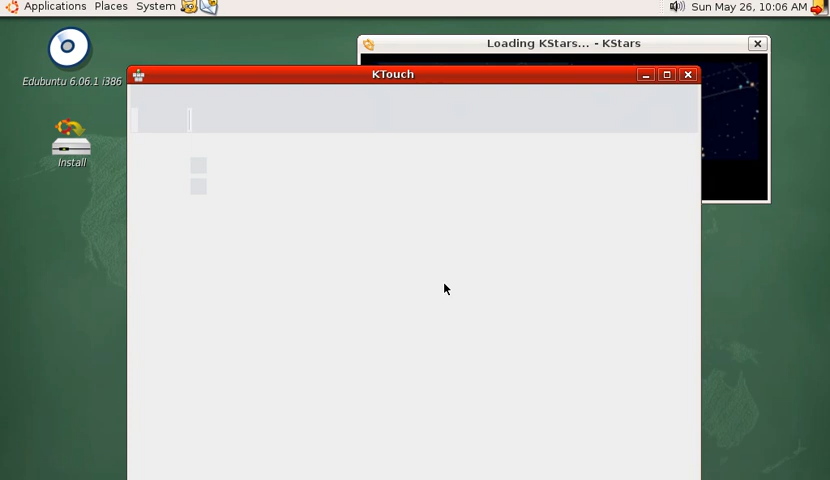 Applications Places System
Sun May 26, 10:06 AM
Edubuntu 6.06.1 i386
Loading KStars... - KStars
KTouch
Install